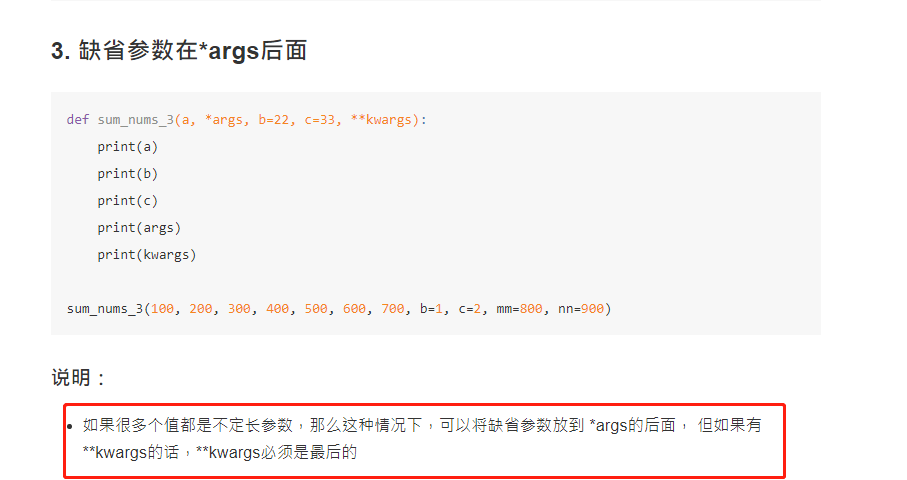 3. 缺省参数在*args后面
def sum_nums_3(a, *args, b=22, c=33, **kwargs):
    print(a)
    print(b)
    print(c)
    print(args)
    print(kwargs)
sum_nums_3(100, 200, 300, 400, 500, 600, 700, b=1, c=2, mm=800, nn=900)
说明：
• 如果很多个值都是不定长参数，那么这种情况下，可以将缺省参数放到 *args的后面， 但如果有
**kwargs的话，**kwargs必须是最后的